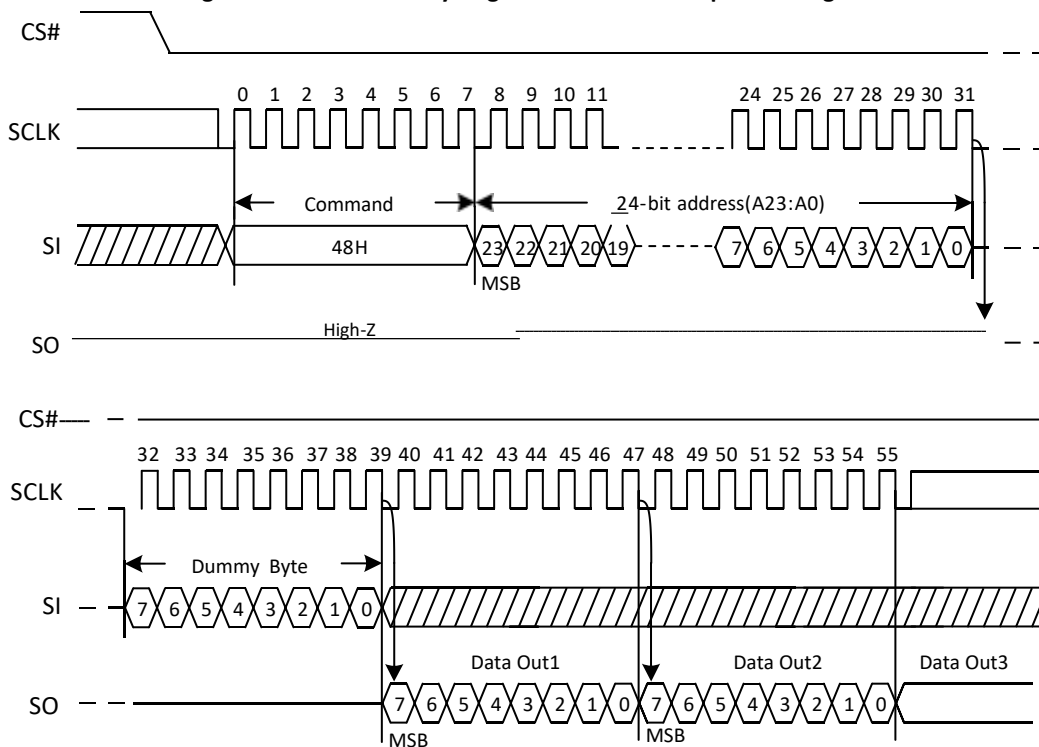 CS#
0 1 2 3 4 5 6 7 8 9 10 11 24 25 26 27 28 29 30 31
SCLK
Command 24-bit address(A23:A0)
SI 48H 23 22 21 20 19 7 6 5 4 3 2 1 0
MSB
High-Z
SO
CS#
32 33 34 35 36 37 38 39 40 41 42 43 44 45 46 47 48 49 50 51 52 53 54 55
SCLK
Dummy Byte
SI 7 6 5 4 3 2 1 0
Data Out1 Data Out2 Data Out3
SO 7 6 5 4 3 2 1 0 7 6 5 4 3 2 1 0
MSB MSB